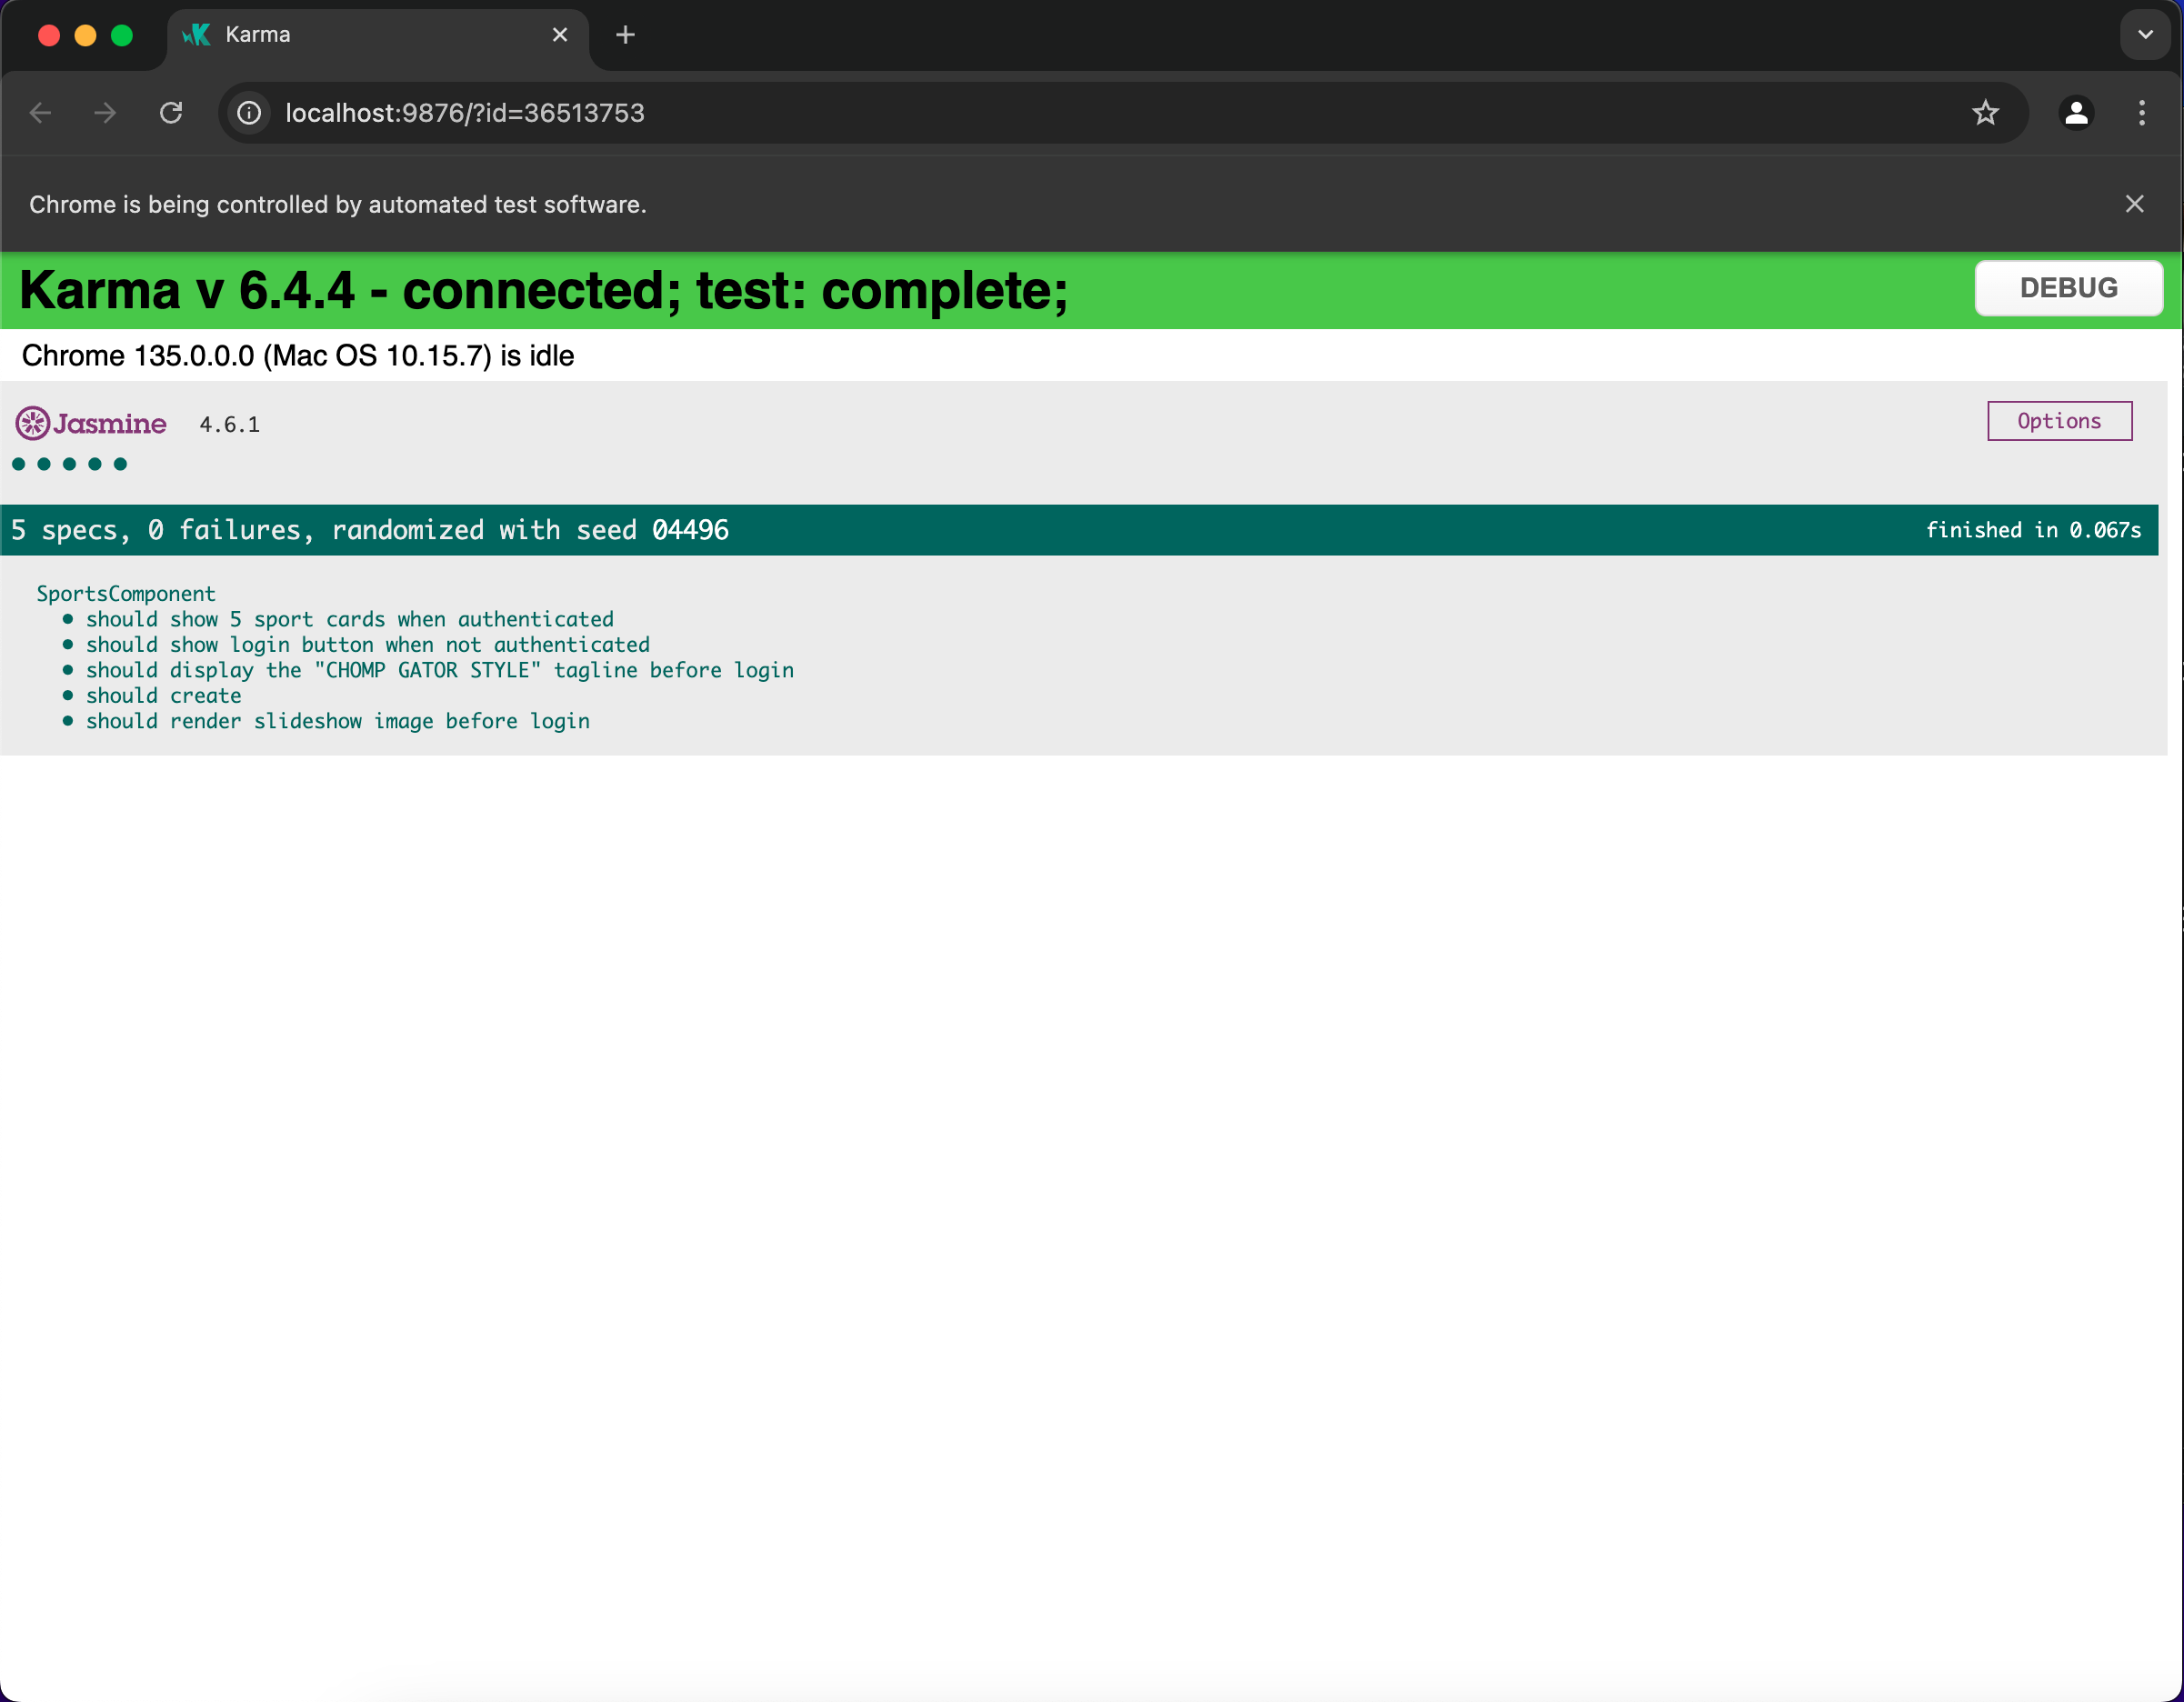 Karma
localhost:9876/?id=36513753
Chrome is being controlled by automated test software.
Karma v 6.4.4 - connected; test: complete;
DEBUG
Chrome 135.0.0.0 (Mac OS 10.15.7) is idle
Jasmine 4.6.1
Options
5 specs, 0 failures, randomized with seed 04496
finished in 0.067s
SportsComponent
• should show 5 sport cards when authenticated
• should show login button when not authenticated
• should display the "CHOMP GATOR STYLE" tagline before login
• should create
• should render slideshow image before login